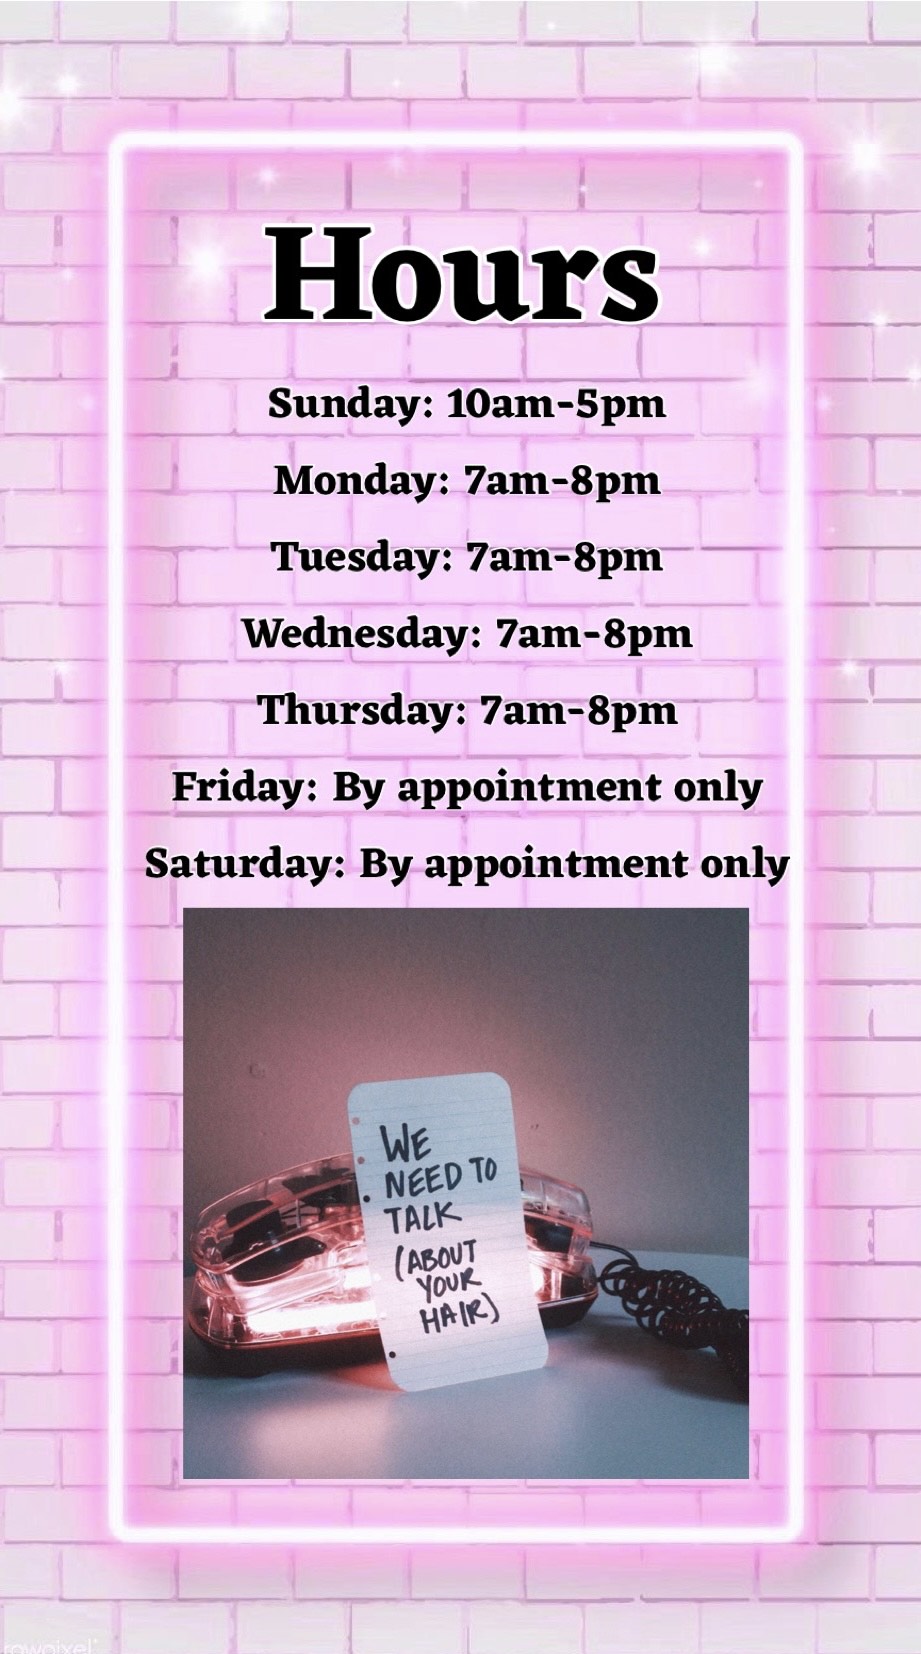 Hours
Sunday: 10am-5pm
Monday: 7am-8pm
Tuesday: 7am-8pm
Wednesday: 7am-8pm
Thursday: 7am-8pm
Friday: By appointment only
Saturday: By appointment only
WE
NEED TO
TALK
(ABOUT
YOUR
HAIR)
rawpixel